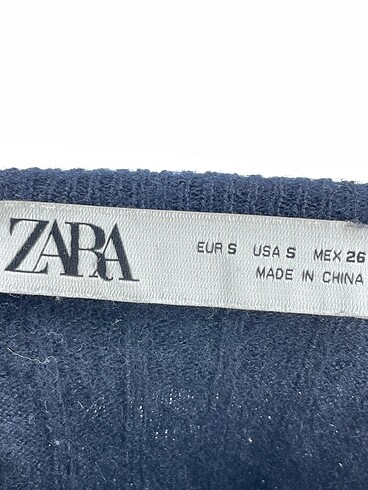 ZARA
EUR S USA S MEX 26
MADE IN CHINA